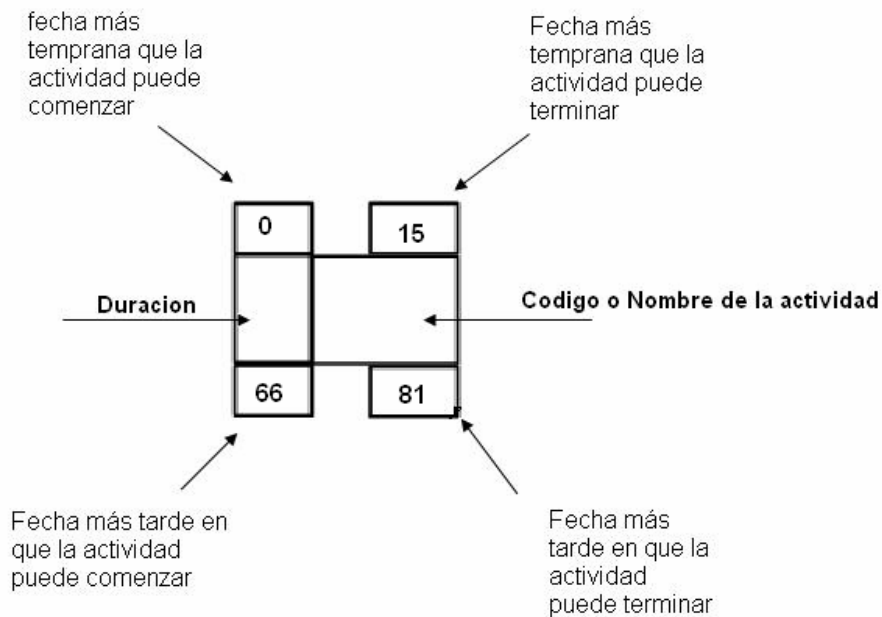 fecha más
temprana que la
actividad puede
comenzar
Fecha más
temprana que la
actividad puede
terminar
0
15
Duracion
Codigo o Nombre de la actividad
66
81
Fecha más tarde en
que la actividad
puede comenzar
Fecha más
tarde en que la
actividad
puede terminar